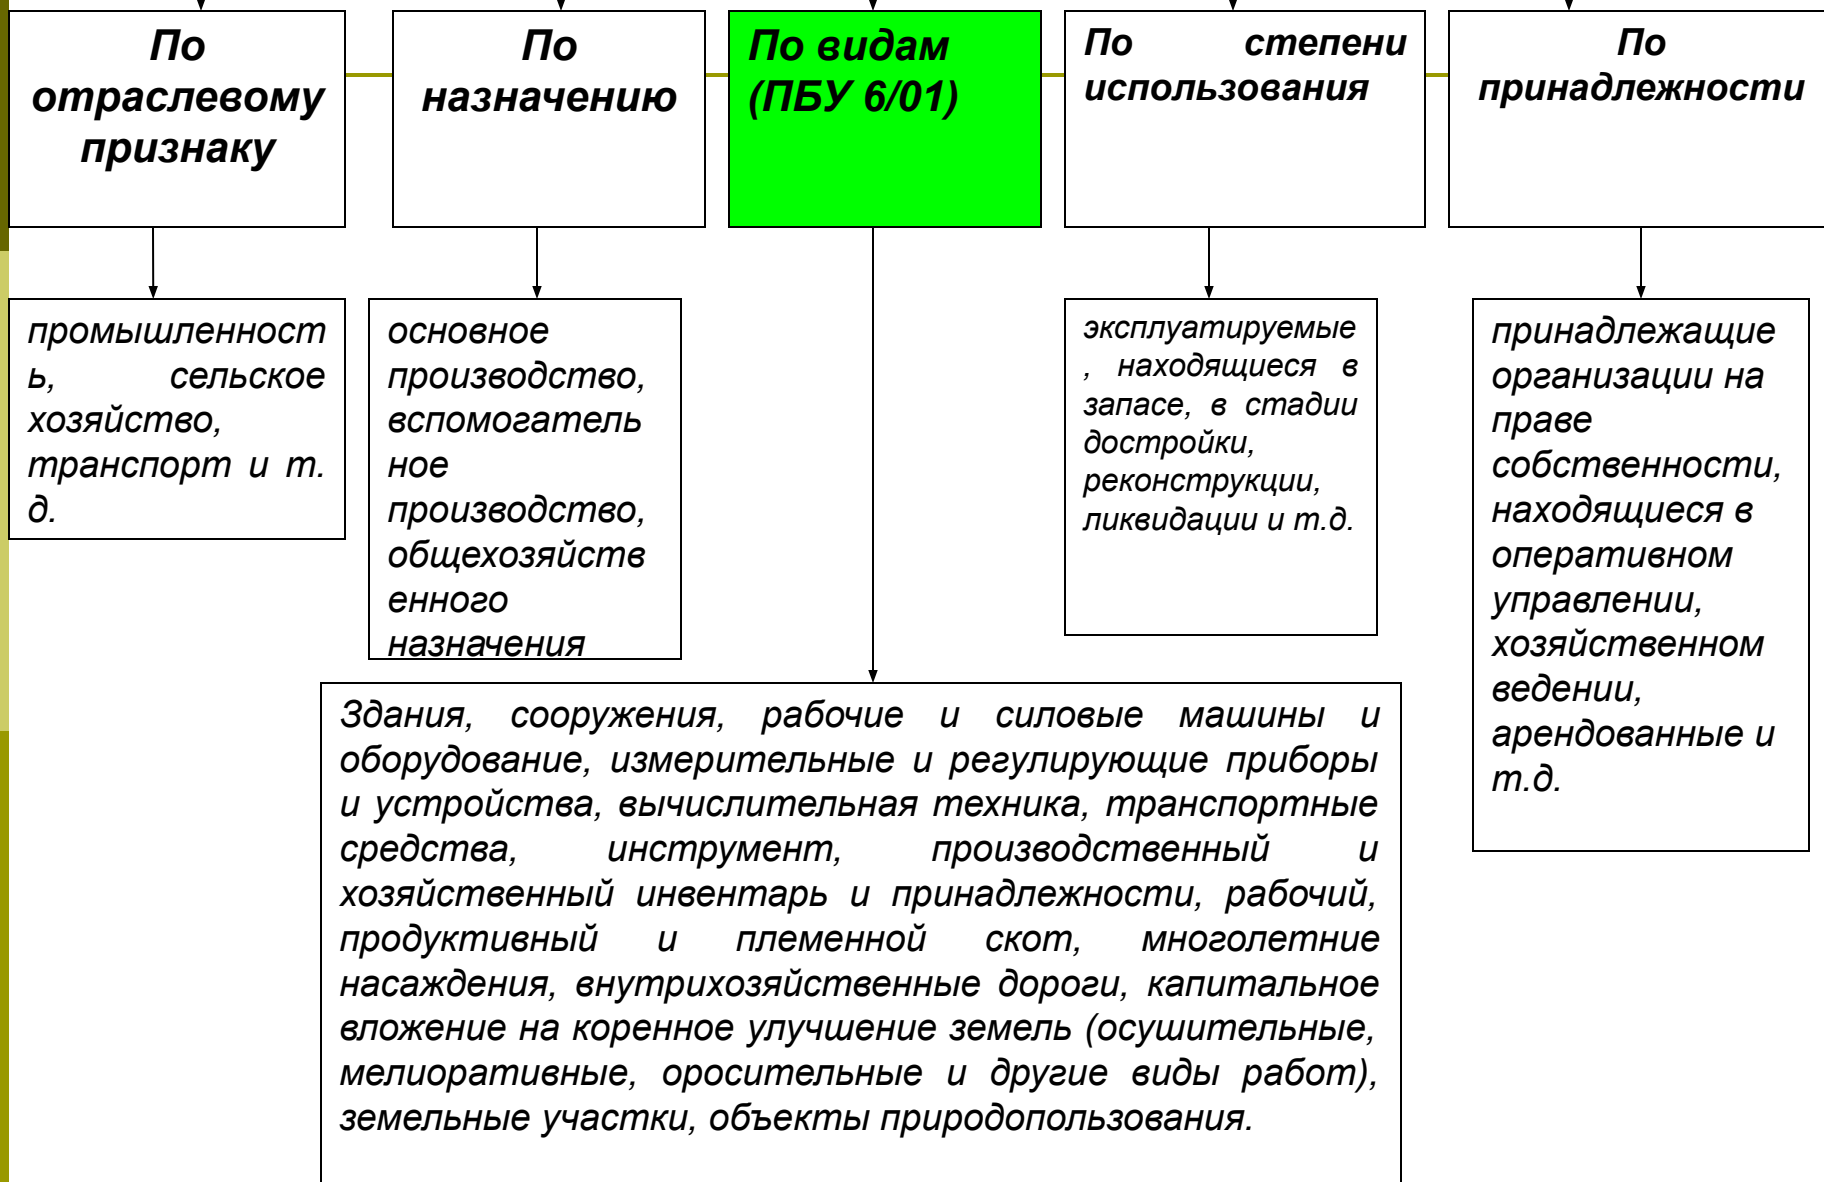 По
отраслевому
признаку
По
назначению
По видам
(ПБУ 6/01)
По степени
использования
По
принадлежности
промышленност
ь, сельское
хозяйство,
транспорт и т.
д.
основное
производство,
вспомогатель
ное
производство,
общехозяйств
енного
назначения
эксплуатируемые
, находящиеся в
запасе, в стадии
достройки,
реконструкции,
ликвидации и т.д.
принадлежащие
организации на
праве
собственности,
находящиеся в
оперативном
управлении,
хозяйственном
ведении,
арендованные и
т.д.
Здания, сооружения, рабочие и силовые машины и
оборудование, измерительные и регулирующие приборы
и устройства, вычислительная техника, транспортные
средства, инструмент, производственный и
хозяйственный инвентарь и принадлежности, рабочий,
продуктивный и племенной скот, многолетние
насаждения, внутрихозяйственные дороги, капитальное
вложение на коренное улучшение земель (осушительные,
мелиоративные, оросительные и другие виды работ),
земельные участки, объекты природопользования.